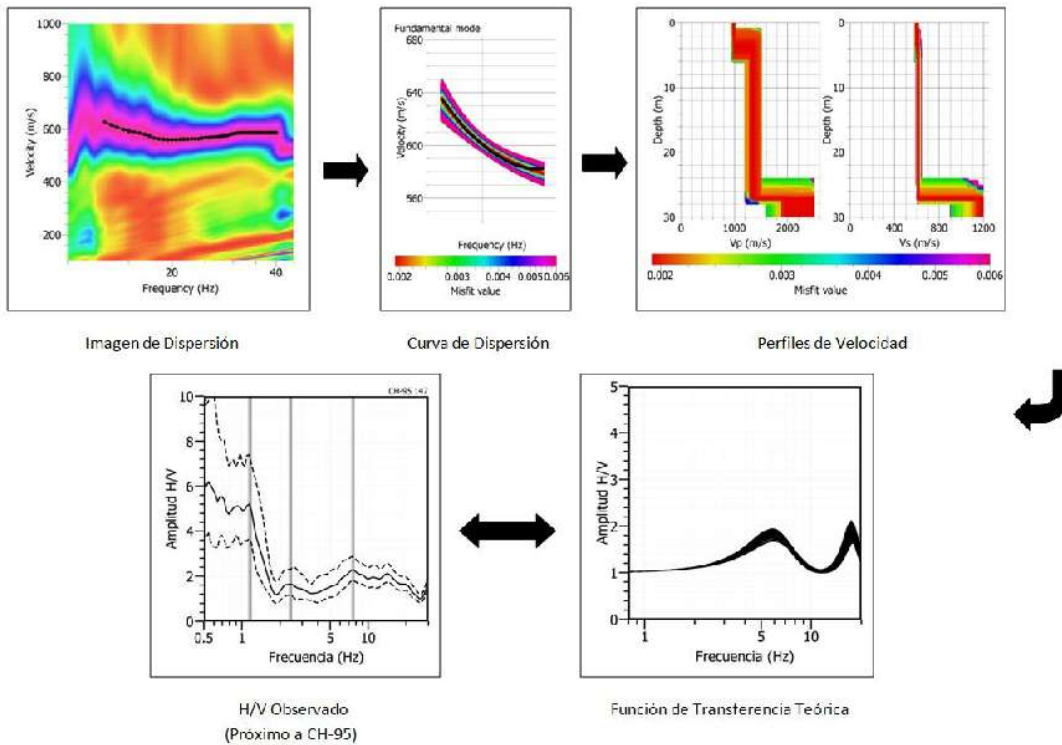 1000
800
600
400
200
Velocity (m/s)
20
40
Frequency (Hz)
Imagen de Dispersión
Fundamental mode
680
640
600
560
Velocity (m/s)
Frequency (Hz)
0.002
0.003
0.004
0.005
0.006
Misfit value
Curva de Dispersión
0
10
20
30
Depth (m)
0
1000
2000
Vp (m/s)
0
10
20
30
Depth (m)
0
400
800
1200
Vs (m/s)
0.002
0.003
0.004
0.005
0.006
Misfit value
Perfiles de Velocidad
10
8
6
4
2
0
Amplitud H/V
0.5
1
5
10
Frecuencia (Hz)
H/V Observado
(Próximo a CH-95)
5
4
3
2
1
0
Amplitud H/V
1
5
10
Frecuencia (Hz)
Función de Transferencia Teórica